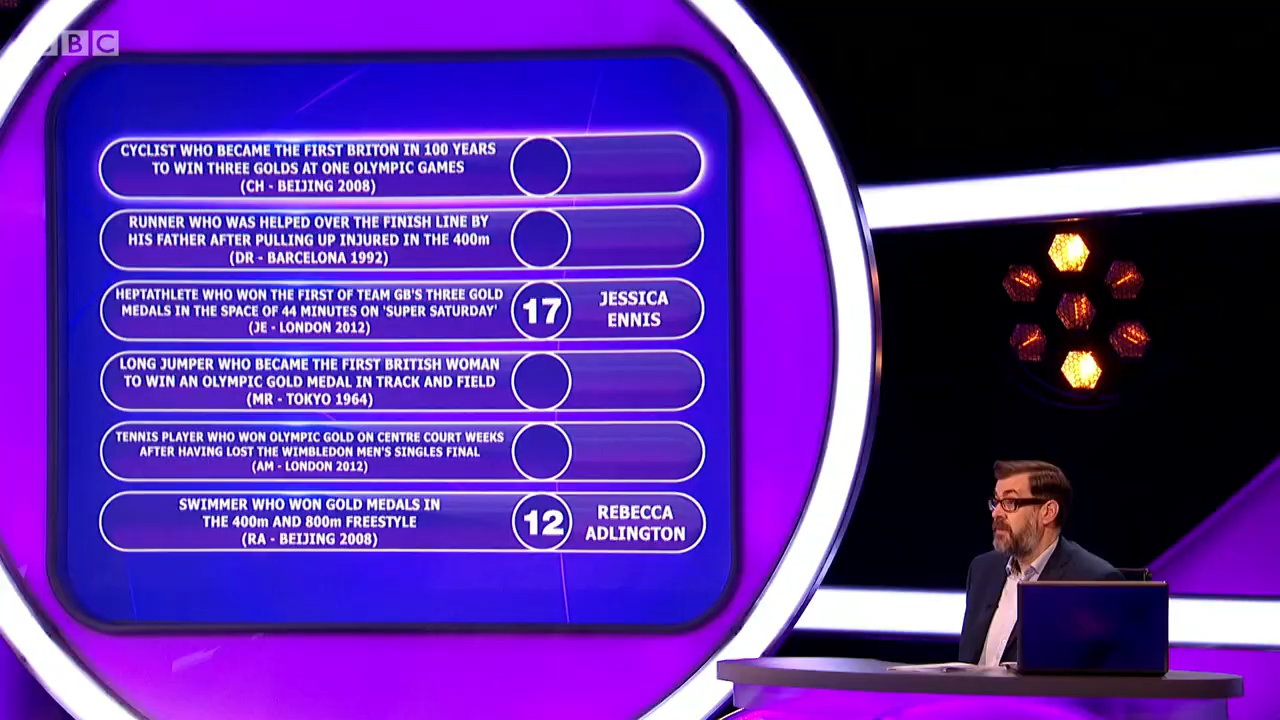 BBC
CYCLIST WHO BECAME THE FIRST BRITON IN 100 YEARS
TO WIN THREE GOLDS AT ONE OLYMPIC GAMES
(CH - BEIJING 2008)
RUNNER WHO WAS HELPED OVER THE FINISH LINE BY
HIS FATHER AFTER PULLING UP INJURED IN THE 400m
(DR - BARCELONA 1992)
HEPTATHLETE WHO WON THE FIRST OF TEAM GB'S THREE GOLD
MEDALS IN THE SPACE OF 44 MINUTES ON 'SUPER SATURDAY'
(JE - LONDON 2012)
17
JESSICA
ENNIS
LONG JUMPER WHO BECAME THE FIRST BRITISH WOMAN
TO WIN AN OLYMPIC GOLD MEDAL IN TRACK AND FIELD
(MR - TOKYO 1964)
TENNIS PLAYER WHO WON OLYMPIC GOLD ON CENTRE COURT WEEKS
AFTER HAVING LOST THE WIMBLEDON MEN'S SINGLES FINAL
(AM - LONDON 2012)
SWIMMER WHO WON GOLD MEDALS IN
THE 400m AND 800m FREESTYLE
(RA - BEIJING 2008)
12
REBECCA
ADLINGTON